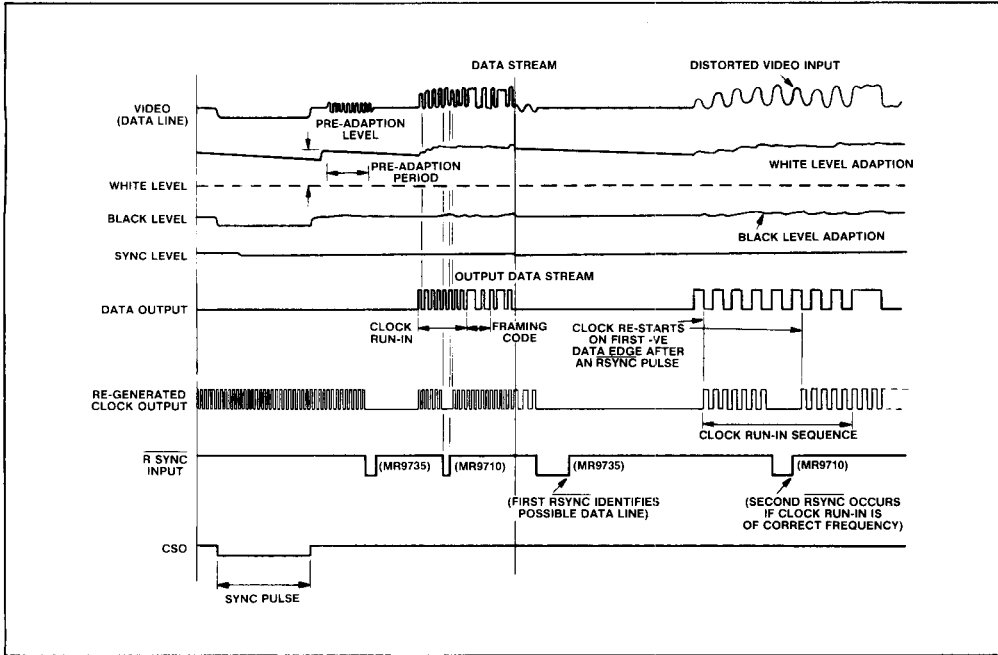 DATA STREAM
DISTORTED VIDEO INPUT
VIDEO
(DATA LINE)
PRE-ADAPTION
LEVEL
PRE-ADAPTION
PERIOD
WHITE LEVEL ADAPTION
WHITE LEVEL
BLACK LEVEL
BLACK LEVEL ADAPTION
SYNC LEVEL
OUTPUT DATA STREAM
DATA OUTPUT
CLOCK
RUN-IN
FRAMING
CODE
CLOCK RE-STARTS
ON FIRST -VE
DATA EDGE AFTER
AN RSYNC PULSE
RE-GENERATED
CLOCK OUTPUT
CLOCK RUN-IN SEQUENCE
R SYNC
INPUT
(MR9735)
(MR9710)
(MR9735)
(MR9710)
(FIRST RSYNC IDENTIFIES
POSSIBLE DATA LINE)
(SECOND RSYNC OCCURS
IF CLOCK RUN-IN IS
OF CORRECT FREQUENCY)
CSO
SYNC PULSE